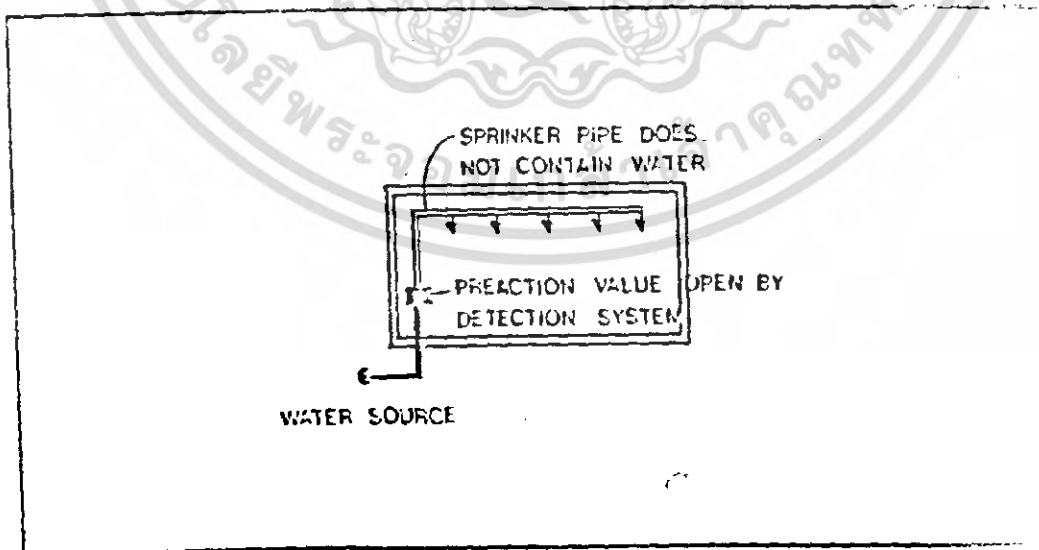 SPRINKER PIPE DOES
NOT CONTAIN WATER
PREACTION VALUE OPEN BY
DETECTION SYSTEM
WATER SOURCE